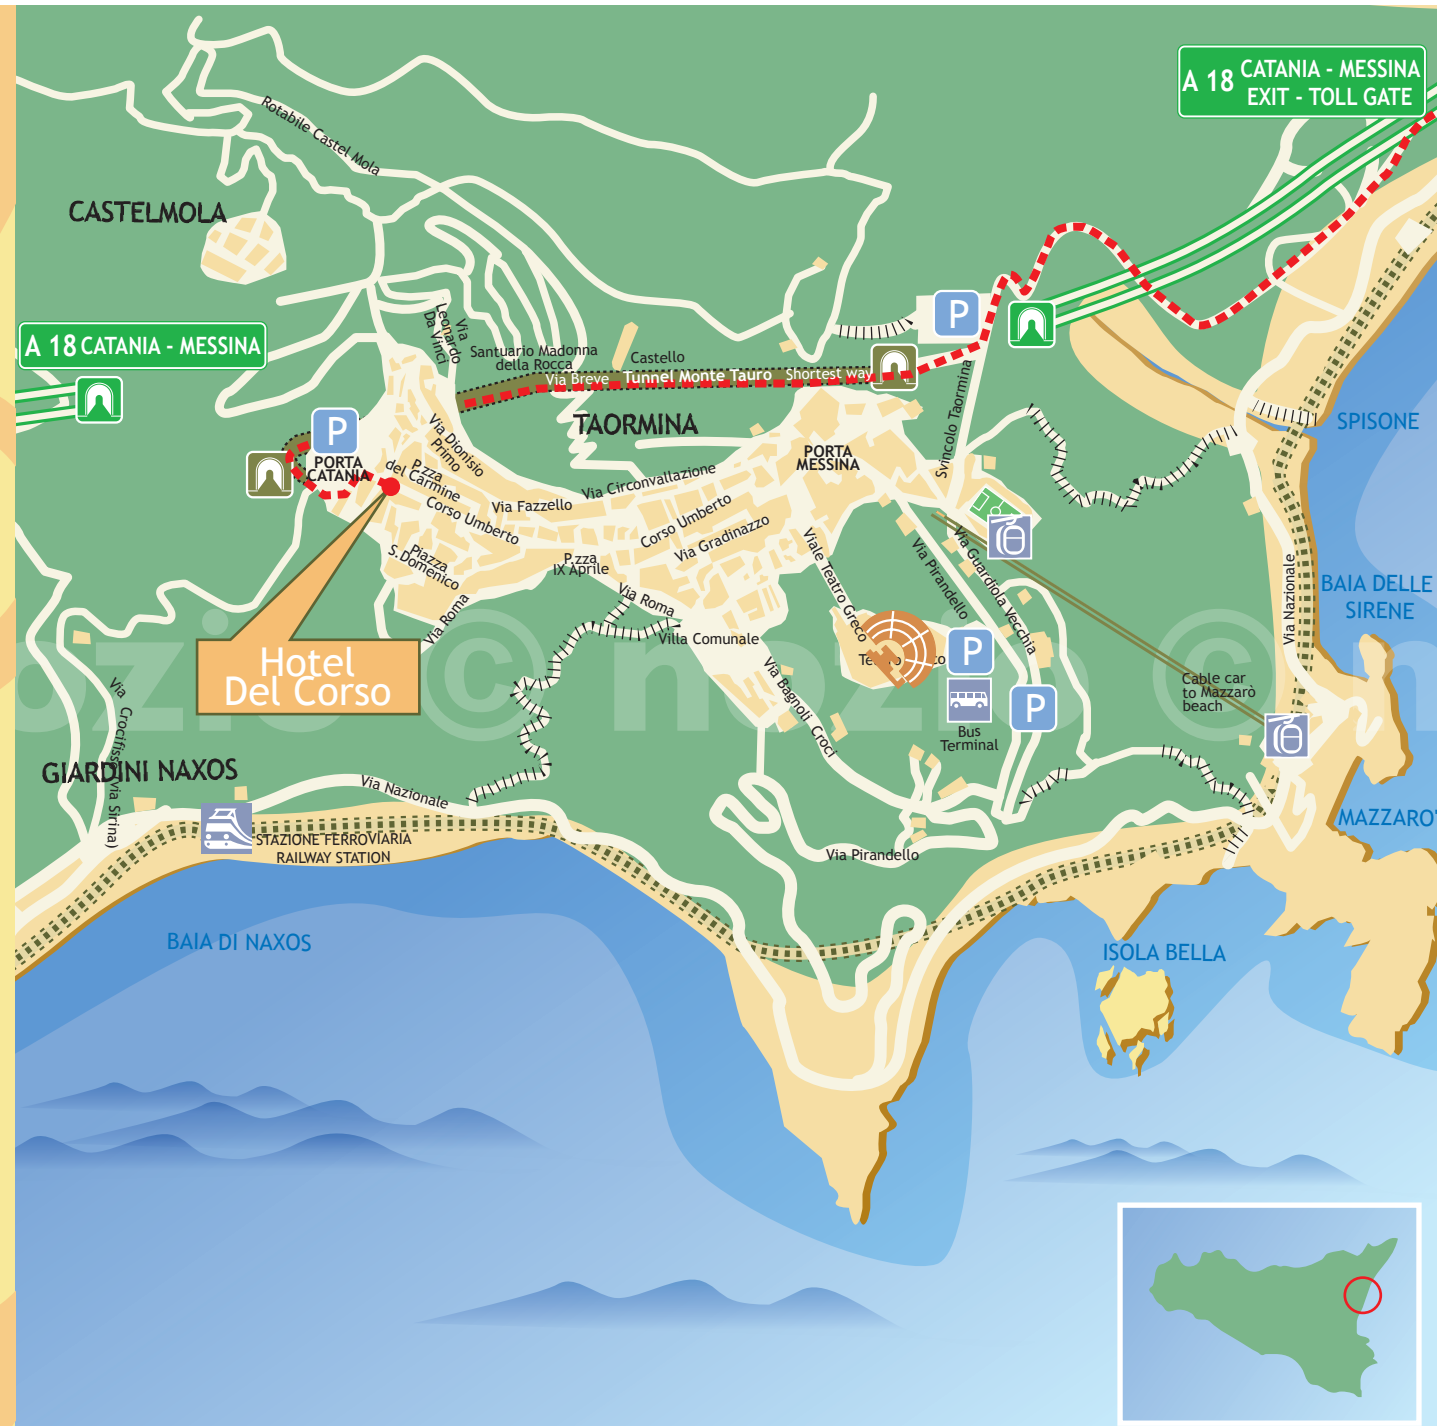 A 18 CATANIA - MESSINA
EXIT - TOLL GATE
Rotabile Castel Mola
CASTELMOLA
A 18 CATANIA - MESSINA
Via
Leonardo
Da Vinci
Santuario Madonna
della Rocca
Castello
Via Breve Tunnel Monte Tauro Shortest way
P
P
TAORMINA
PORTA
MESSINA
PORTA
CATANIA
Svincolo Taormina
SPISONE
Via Dionisio
Primo
P.zza
del Carmine
Corso Umberto
Via Fazzello
Via Circonvallazione
Corso Umberto
Via Gradinazzo
P.zza
IX Aprile
Piazza
S.Domenico
Via Roma
Via Roma
Villa Comunale
Viale Teatro Greco
Via Pirandello
Via Guardiola Vecchia
Via Nazionale
BAIA DELLE
SIRENE
Hotel
Del Corso
ozio © nozio © n
P
P
Bus
Terminal
Cable car
to Mazzarò
beach
Via Bagnoli Croci
Via Crocifisso (via Sirina)
GIARDINI NAXOS
Via Nazionale
STAZIONE FERROVIARIA
RAILWAY STATION
Via Pirandello
MAZZARO'
BAIA DI NAXOS
ISOLA BELLA